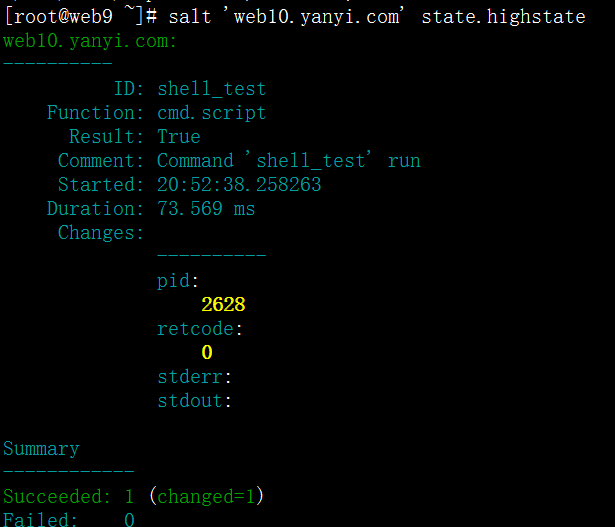 [root@web9 ~]# salt 'web10.yanyi.com' state.highstate
web10.yanyi.com:
----------
          ID: shell_test
    Function: cmd.script
      Result: True
     Comment: Command 'shell_test' run
     Started: 20:52:38.258263
    Duration: 73.569 ms
     Changes:
              ----------
              pid:
                  2628
              retcode:
                  0
              stderr:
              stdout:
Summary
------------
Succeeded: 1 (changed=1)
Failed:    0